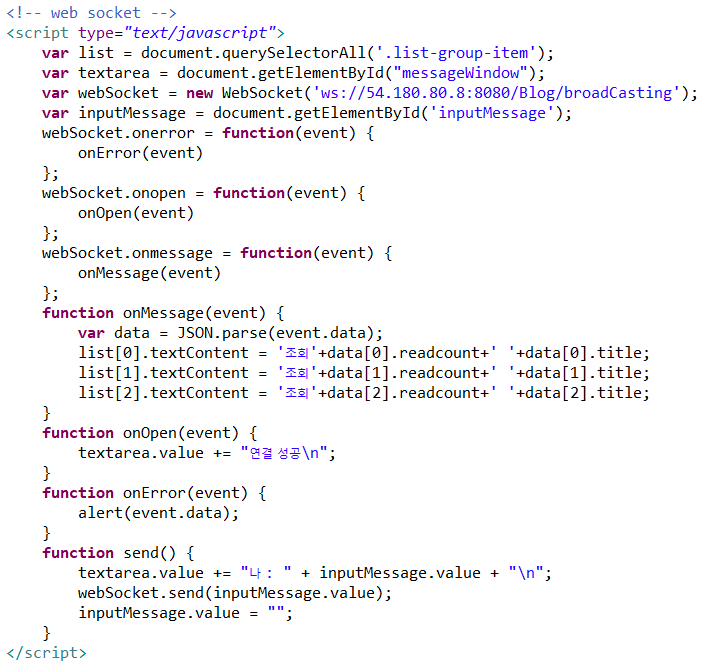 <!-- web socket -->
<script type="text/javascript">
    var list = document.querySelectorAll('.list-group-item');
    var textarea = document.getElementById("messageWindow");
    var webSocket = new WebSocket('ws://54.180.80.8:8080/Blog/broadCasting');
    var inputMessage = document.getElementById('inputMessage');
    webSocket.onerror = function(event) {
        onError(event)
    };
    webSocket.onopen = function(event) {
        onOpen(event)
    };
    webSocket.onmessage = function(event) {
        onMessage(event)
    };
    function onMessage(event) {
        var data = JSON.parse(event.data);
        list[0].textContent = '조회'+data[0].readcount+' '+data[0].title;
        list[1].textContent = '조회'+data[1].readcount+' '+data[1].title;
        list[2].textContent = '조회'+data[2].readcount+' '+data[2].title;
    }
    function onOpen(event) {
        textarea.value += "연결 성공\n";
    }
    function onError(event) {
        alert(event.data);
    }
    function send() {
        textarea.value += "나 : " + inputMessage.value + "\n";
        webSocket.send(inputMessage.value);
        inputMessage.value = "";
    }
</script>